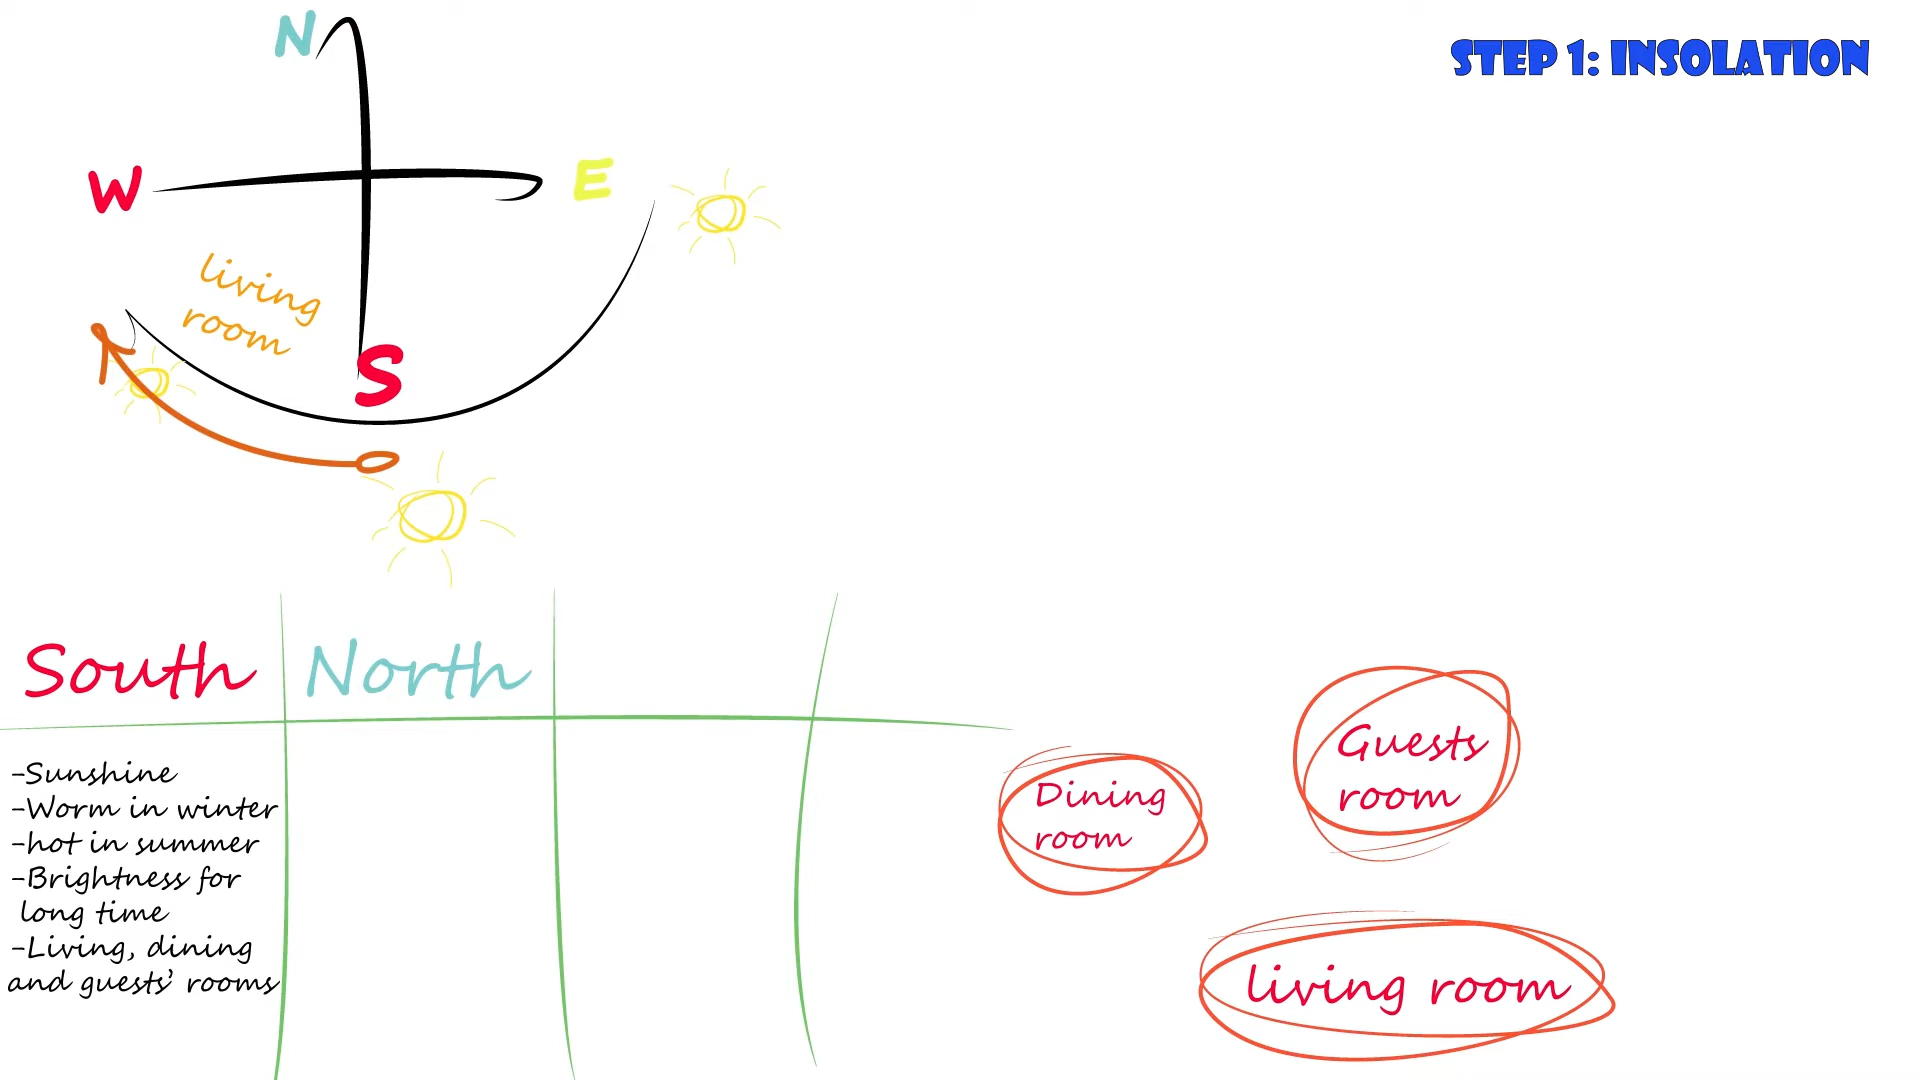 STEP 1: INSOLATION
N
W
E
living
room
S
South
North
-Sunshine
-Worm in winter
-hot in summer
-Brightness for
long time
-Living, dining
and guests' rooms
Dining
room
Guests
room
living room